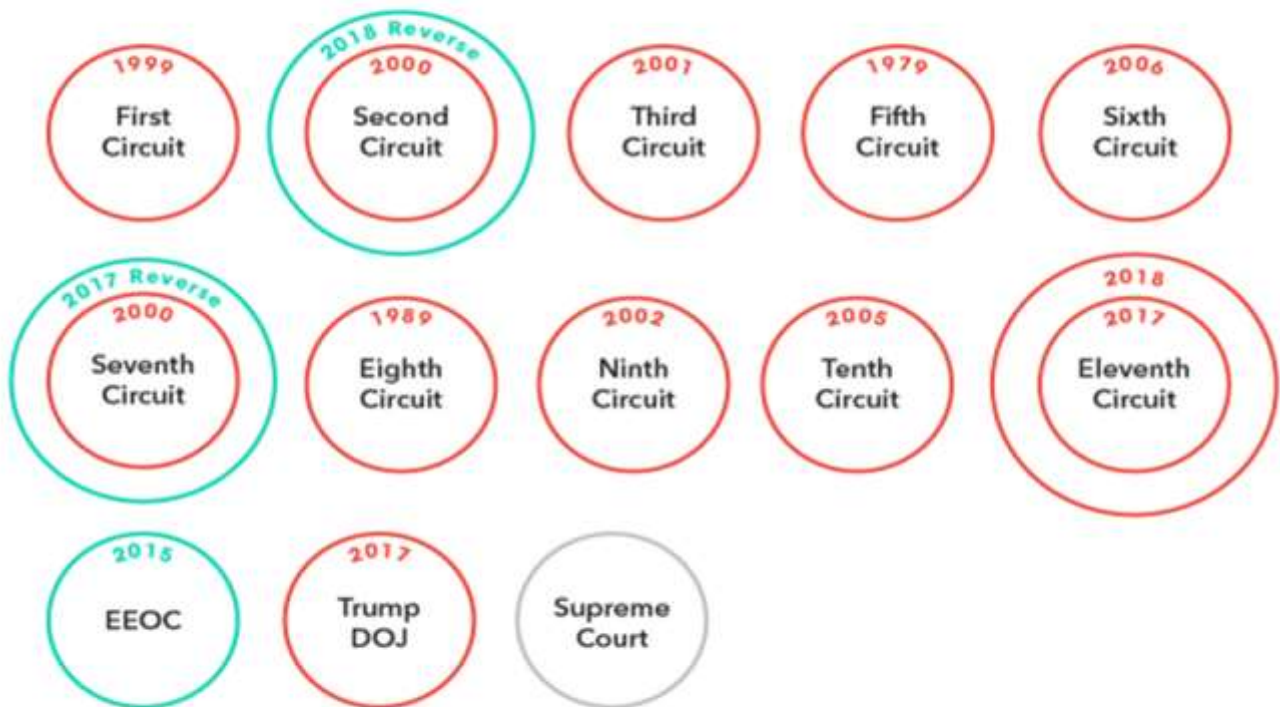 1999
First
Circuit
2018 Reverse
2000
Second
Circuit
2001
Third
Circuit
1979
Fifth
Circuit
2006
Sixth
Circuit
2017 Reverse
2000
Seventh
Circuit
1989
Eighth
Circuit
2002
Ninth
Circuit
2005
Tenth
Circuit
2018
2017
Eleventh
Circuit
2015
EEOC
2017
Trump
DOJ
Supreme
Court